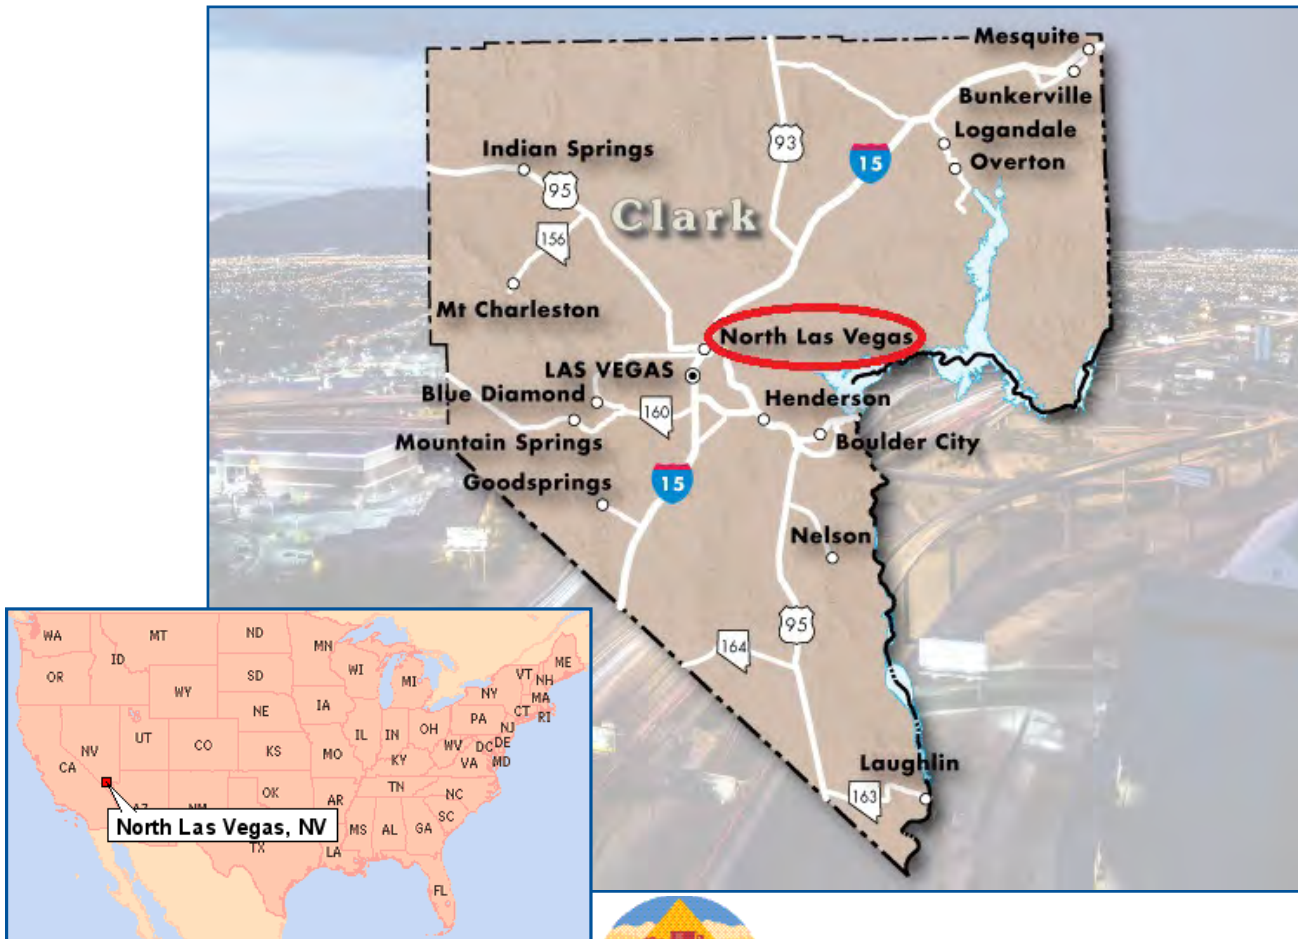 Mesquite
Bunkerville
93
Logandale
15
Overton
Indian Springs
95
Clark
156
Mt Charleston
North Las Vegas
LAS VEGAS
Blue Diamond
Henderson
160
Mountain Springs
Boulder City
Goodsprings
15
Nelson
95
164
Laughlin
163
WA
MT
ND
MN
ME
ID
OR
SD
WI
MI
VT
NH
NY
WY
MA
IA
NE
CT
RI
PA
NV
UT
CO
IL
IN
OH
NJ
KS
MO
WV
DC
DE
CA
KY
VA
MD
TN
OK
NC
AZ
NM
AR
SC
North Las Vegas, NV
MS
AL
GA
TX
LA
FL